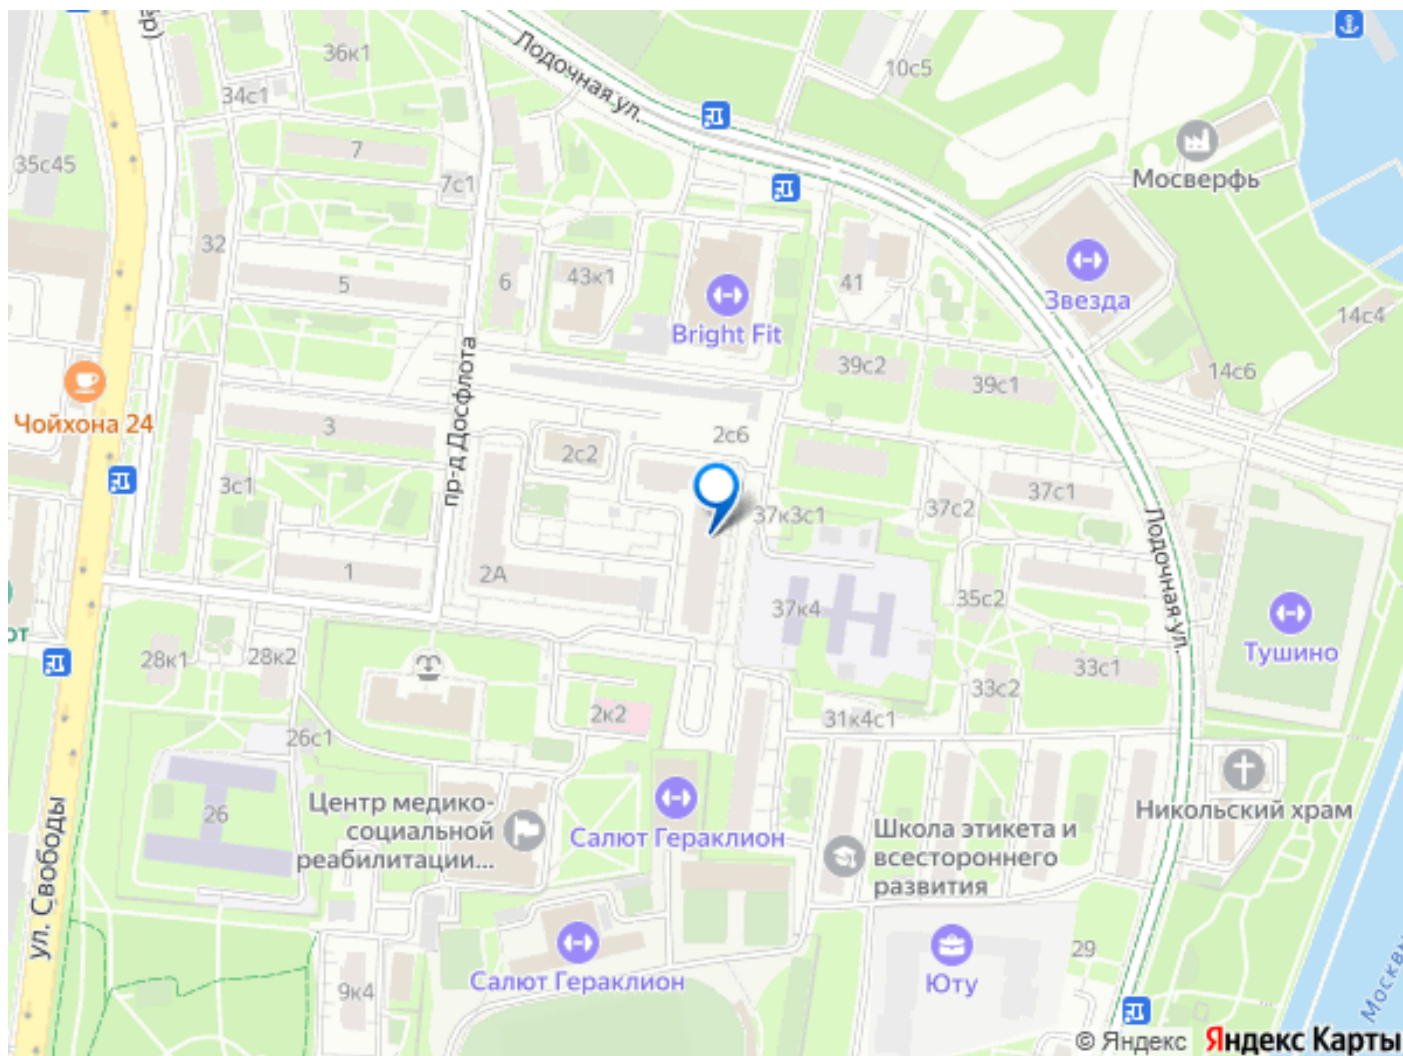 36к1
Лодочная ул.
10с5
34с1
35с45
7
7с1
Мосверфь
32
5
6
43к1
41
Звезда
Bright Fit
14с4
14с6
39с2
39с1
Чойхона 24
3
пр-д Досфлота
2с6
2с2
3с1
37с1
37с2
37к3с1
Лодочная ул.
1
2А
37к4
35с2
Тушино
28к1
28к2
33с1
33с2
2к2
31к4с1
26с1
26
ул. Свободы
Центр медико-
социальной
реабилитации...
Салют Гераклион
Школа этикета и
всестороннего
развития
Никольский храм
Салют Гераклион
9к4
Юту
29
© Яндекс Яндекс Карты